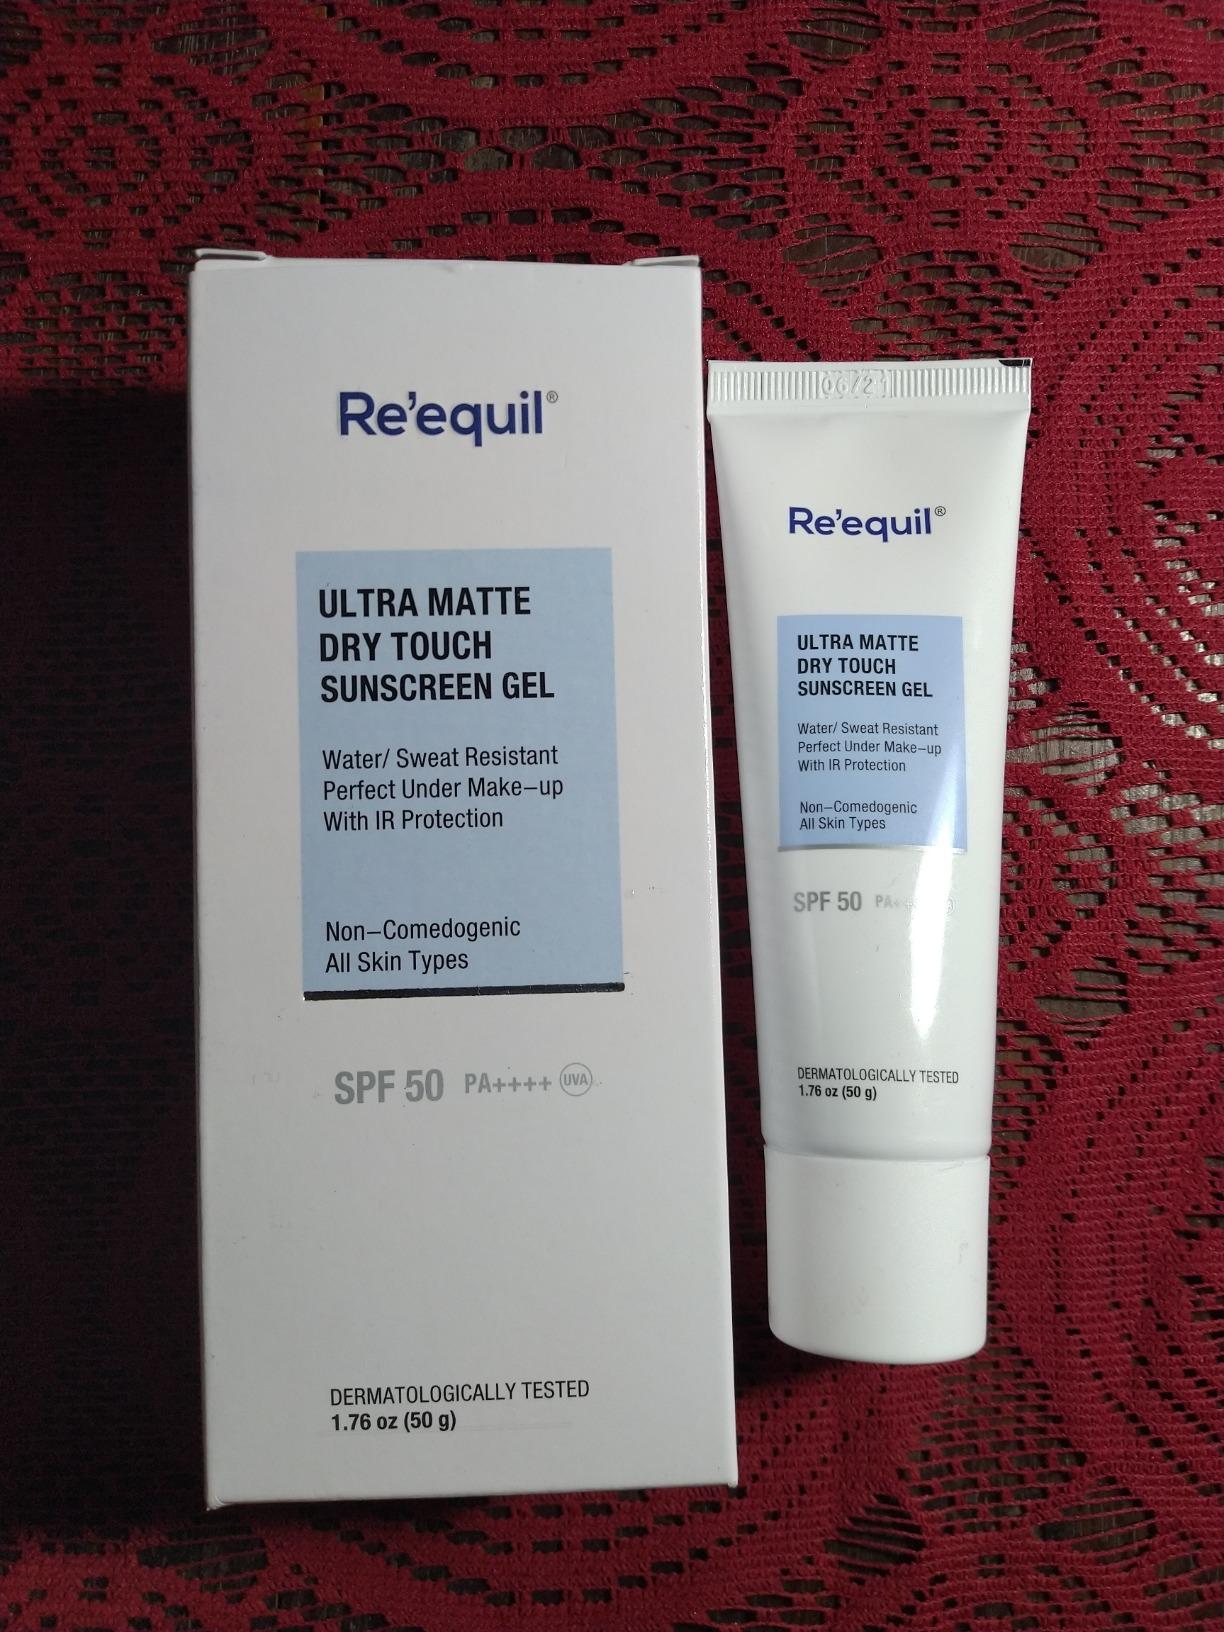 Re'equil®
ULTRA MATTE
DRY TOUCH
SUNSCREEN GEL
Water/ Sweat Resistant
Perfect Under Make-up
With IR Protection
Non-Comedogenic
All Skin Types
SPF 50 PA++++ UVA
DERMATOLOGICALLY TESTED
1.76 oz (50 g)
Re'equil®
ULTRA MATTE
DRY TOUCH
SUNSCREEN GEL
Water/ Sweat Resistant
Perfect Under Make-up
With IR Protection
Non-Comedogenic
All Skin Types
SPF 50
DERMATOLOGICALLY TESTED
1.76 oz (50 g)